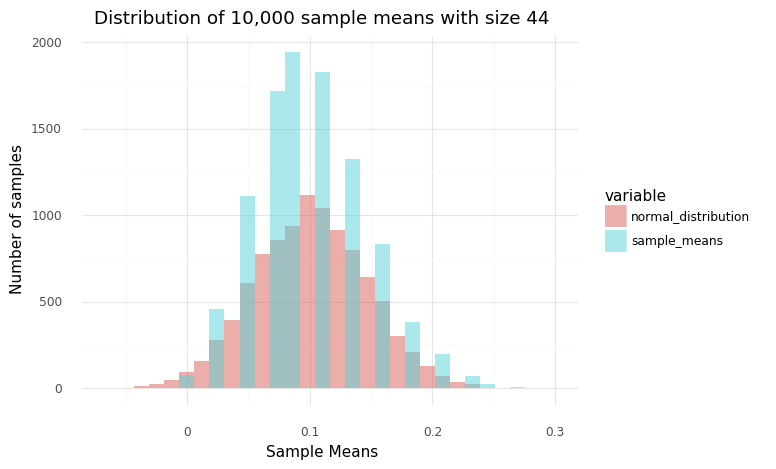 Distribution of 10,000 sample means with size 44
Number of samples
2000
1500
1000
500
0
0
0.1
0.2
0.3
Sample Means
variable
normal_distribution
sample_means